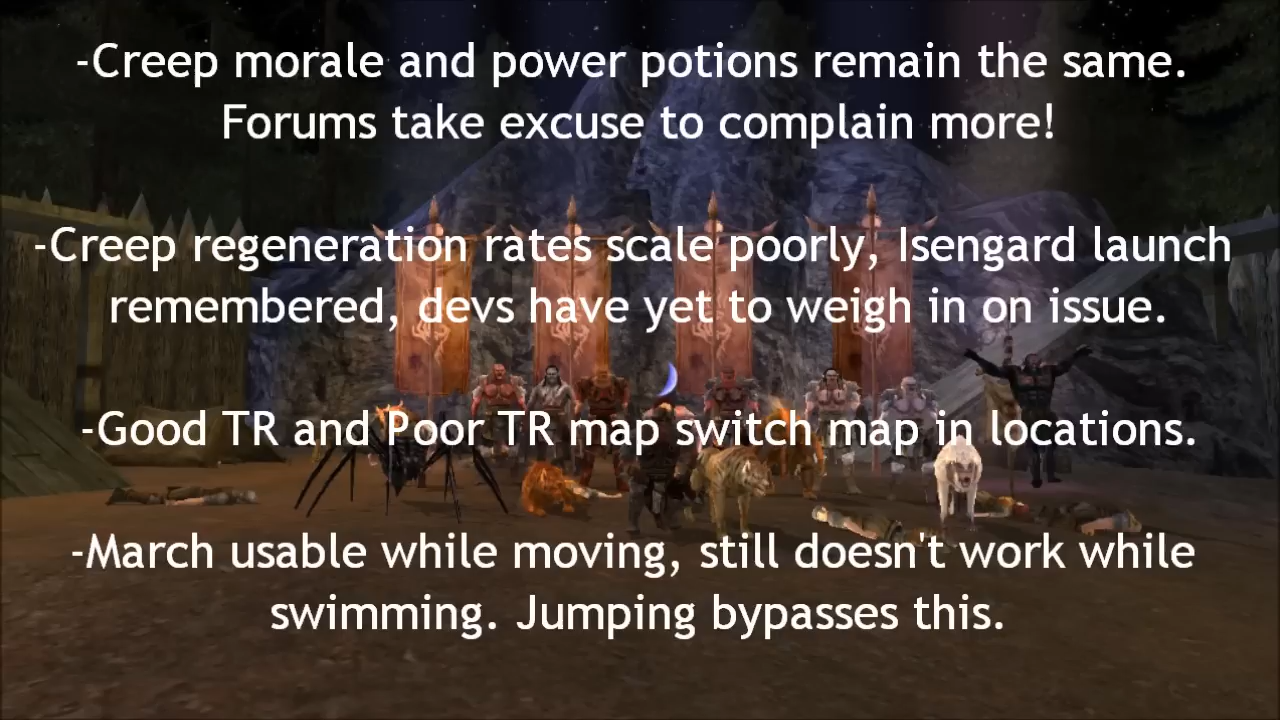 -Creep morale and power potions remain the same.
Forums take excuse to complain more!
-Creep regeneration rates scale poorly, Isengard launch
remembered, devs have yet to weigh in on issue.
-Good TR and Poor TR map switch map in locations.
-March usable while moving, still doesn't work while
swimming. Jumping bypasses this.